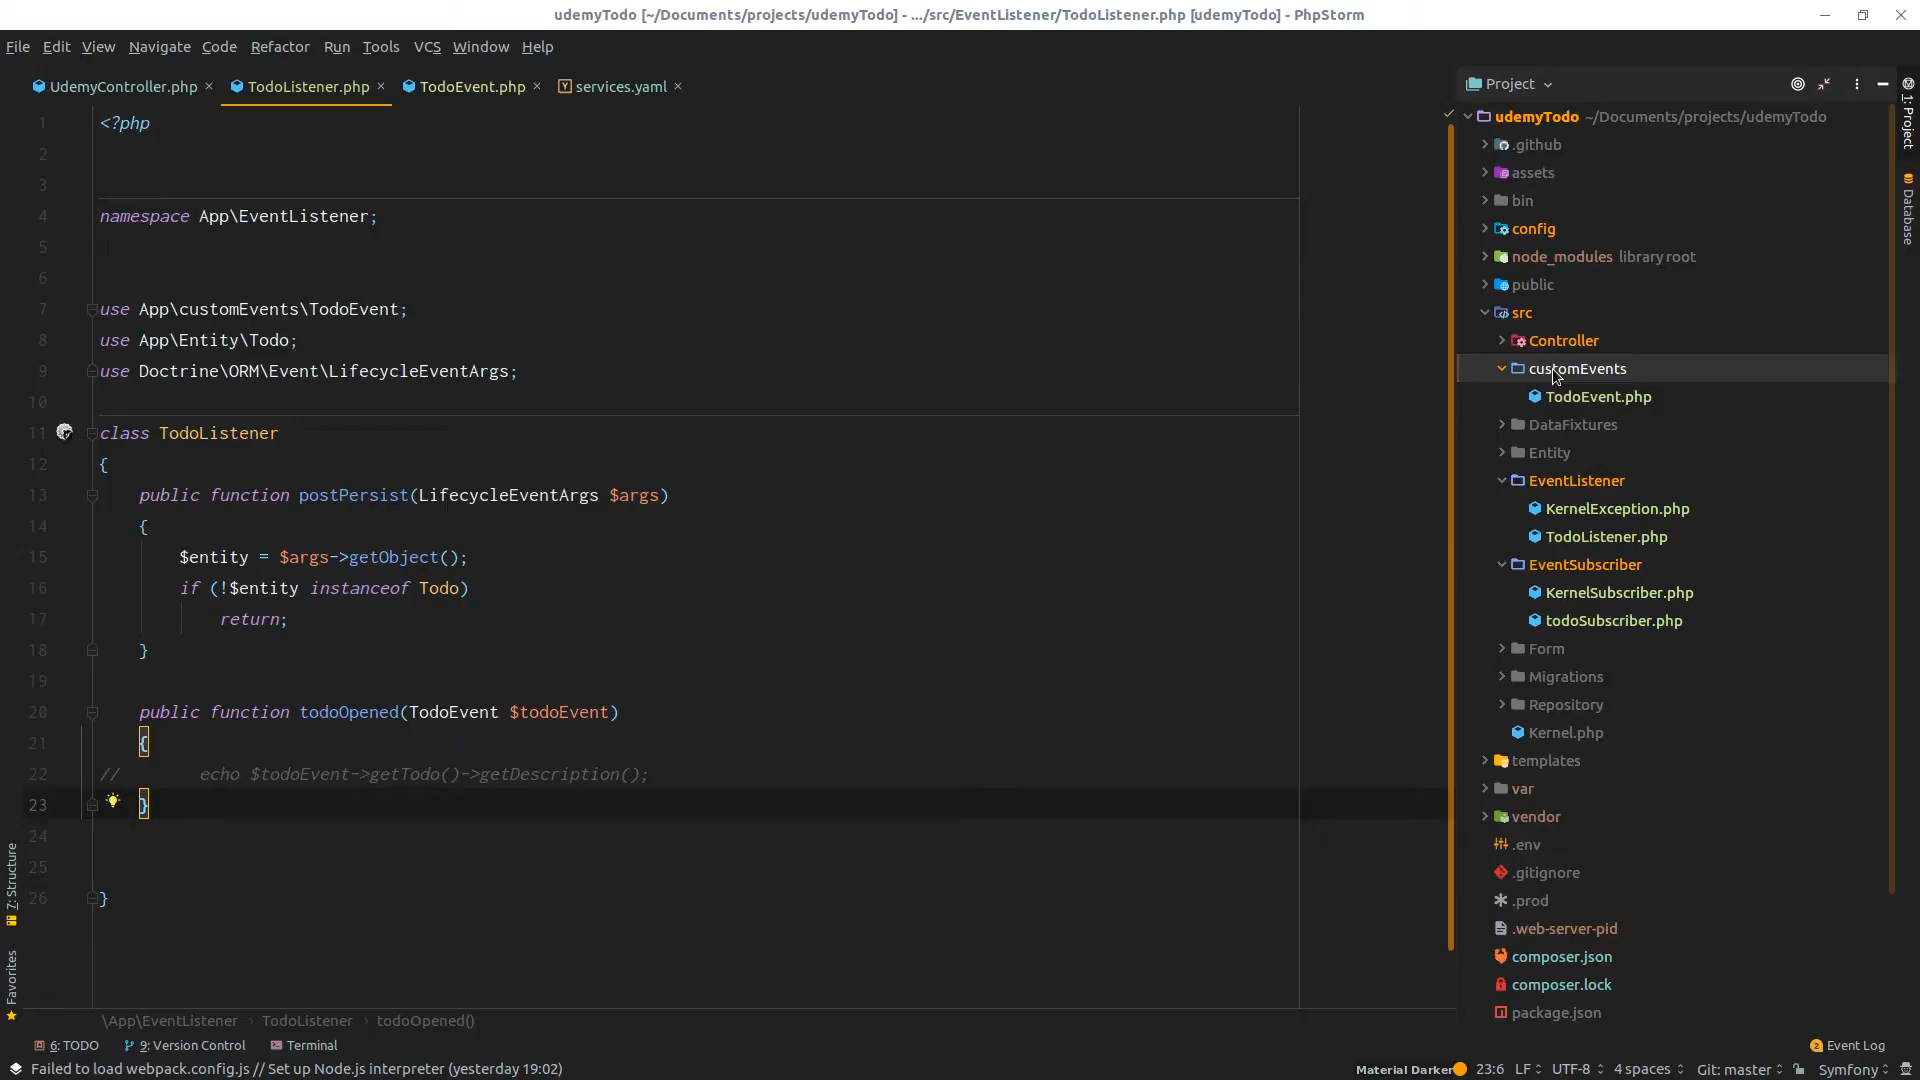 udemyTodo [~/Documents/projects/udemyTodo] - .../src/EventListener/TodoListener.php [udemyTodo] - PhpStorm
File Edit View Navigate Code Refactor Run Tools VCS Window Help
UdemyController.php × TodoListener.php × TodoEvent.php × services.yaml ×
1 <?php
2
3
4 namespace App\EventListener;
5
6
7 use App\customEvents\TodoEvent;
8 use App\Entity\Todo;
9 use Doctrine\ORM\Event\LifecycleEventArgs;
10
11 class TodoListener
12 {
13 public function postPersist(LifecycleEventArgs $args)
14 {
15 $entity = $args->getObject();
16 if (!$entity instanceof Todo)
17 return;
18 }
19
20 public function todoOpened(TodoEvent $todoEvent)
21 {
22 // echo $todoEvent->getTodo()->getDescription();
23 }
24
25
26 }
\App\EventListener › TodoListener › todoOpened()
Project
udemyTodo ~/Documents/projects/udemyTodo
.github
assets
bin
config
node_modules library root
public
src
Controller
customEvents
TodoEvent.php
DataFixtures
Entity
EventListener
KernelException.php
TodoListener.php
EventSubscriber
KernelSubscriber.php
todoSubscriber.php
Form
Migrations
Repository
Kernel.php
templates
var
vendor
.env
.gitignore
.prod
.web-server-pid
composer.json
composer.lock
package.json
1: Project
Database
7: Structure
Favorites
6: TODO 9: Version Control Terminal
2 Event Log
Failed to load webpack.config.js // Set up Node.js interpreter (yesterday 19:02)
Material Darker 23:6 LF UTF-8 4 spaces Git: master Symfony